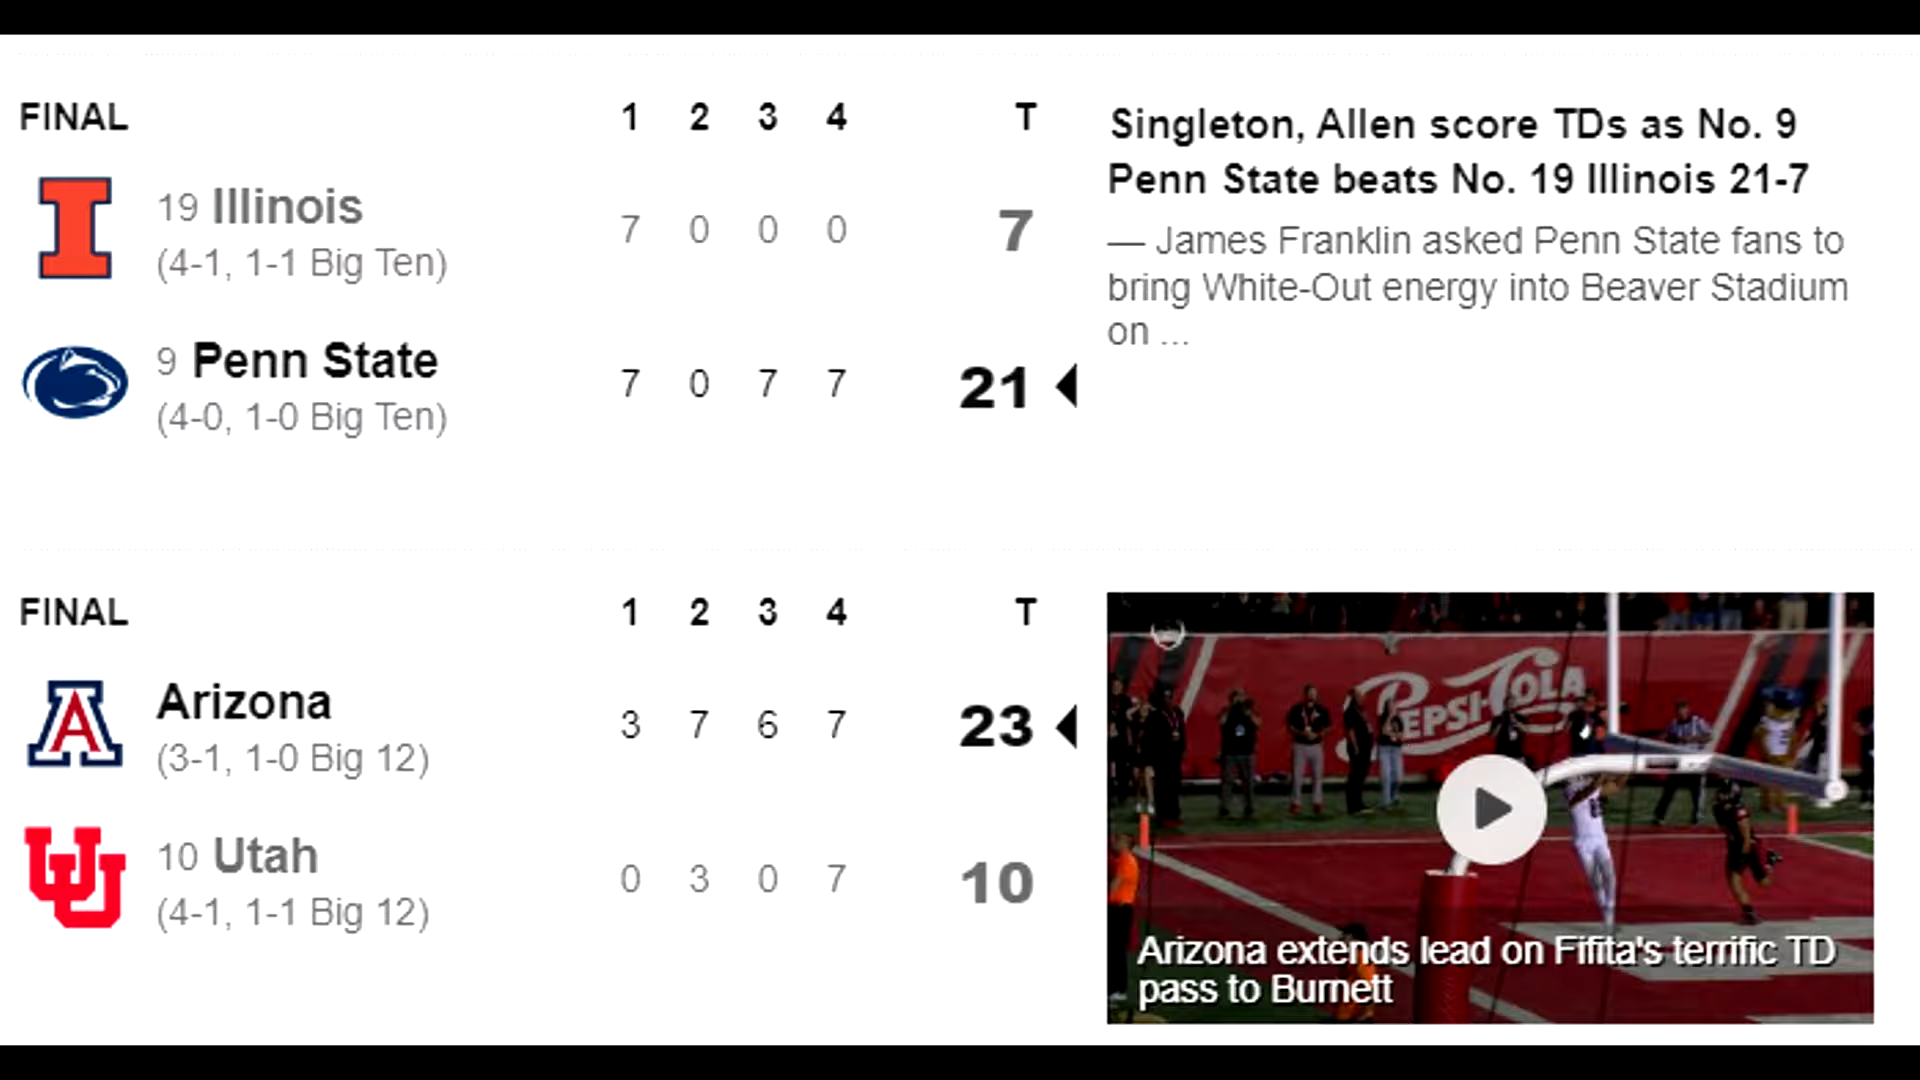 FINAL 1 2 3 4 T
19 Illinois 7 0 0 0 7
(4-1, 1-1 Big Ten)
9 Penn State 7 0 7 7 21
(4-0, 1-0 Big Ten)
Singleton, Allen score TDs as No. 9
Penn State beats No. 19 Illinois 21-7
— James Franklin asked Penn State fans to
bring White-Out energy into Beaver Stadium
on ...
FINAL 1 2 3 4 T
Arizona 3 7 6 7 23
(3-1, 1-0 Big 12)
10 Utah 0 3 0 7 10
(4-1, 1-1 Big 12)
PEPSI-COLA
Arizona extends lead on Fifita's terrific TD
pass to Burnett